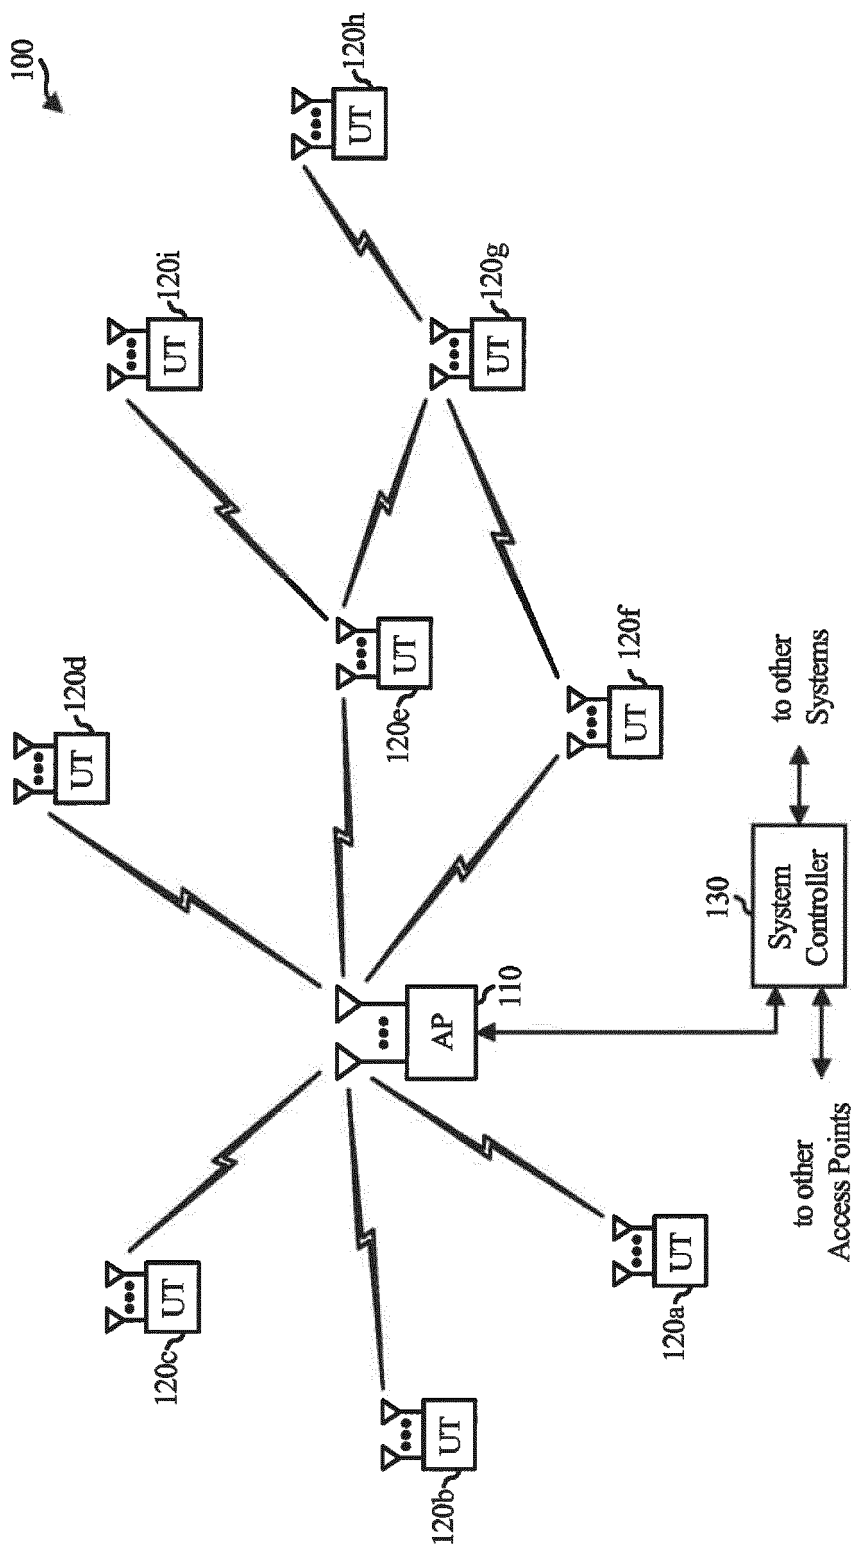 100
UT
120c
UT
120d
UT
120i
UT
120h
UT
120b
AP
110
UT
120e
UT
120g
UT
120a
UT
120f
130
System
Controller
to other
Access Points
to other
Systems